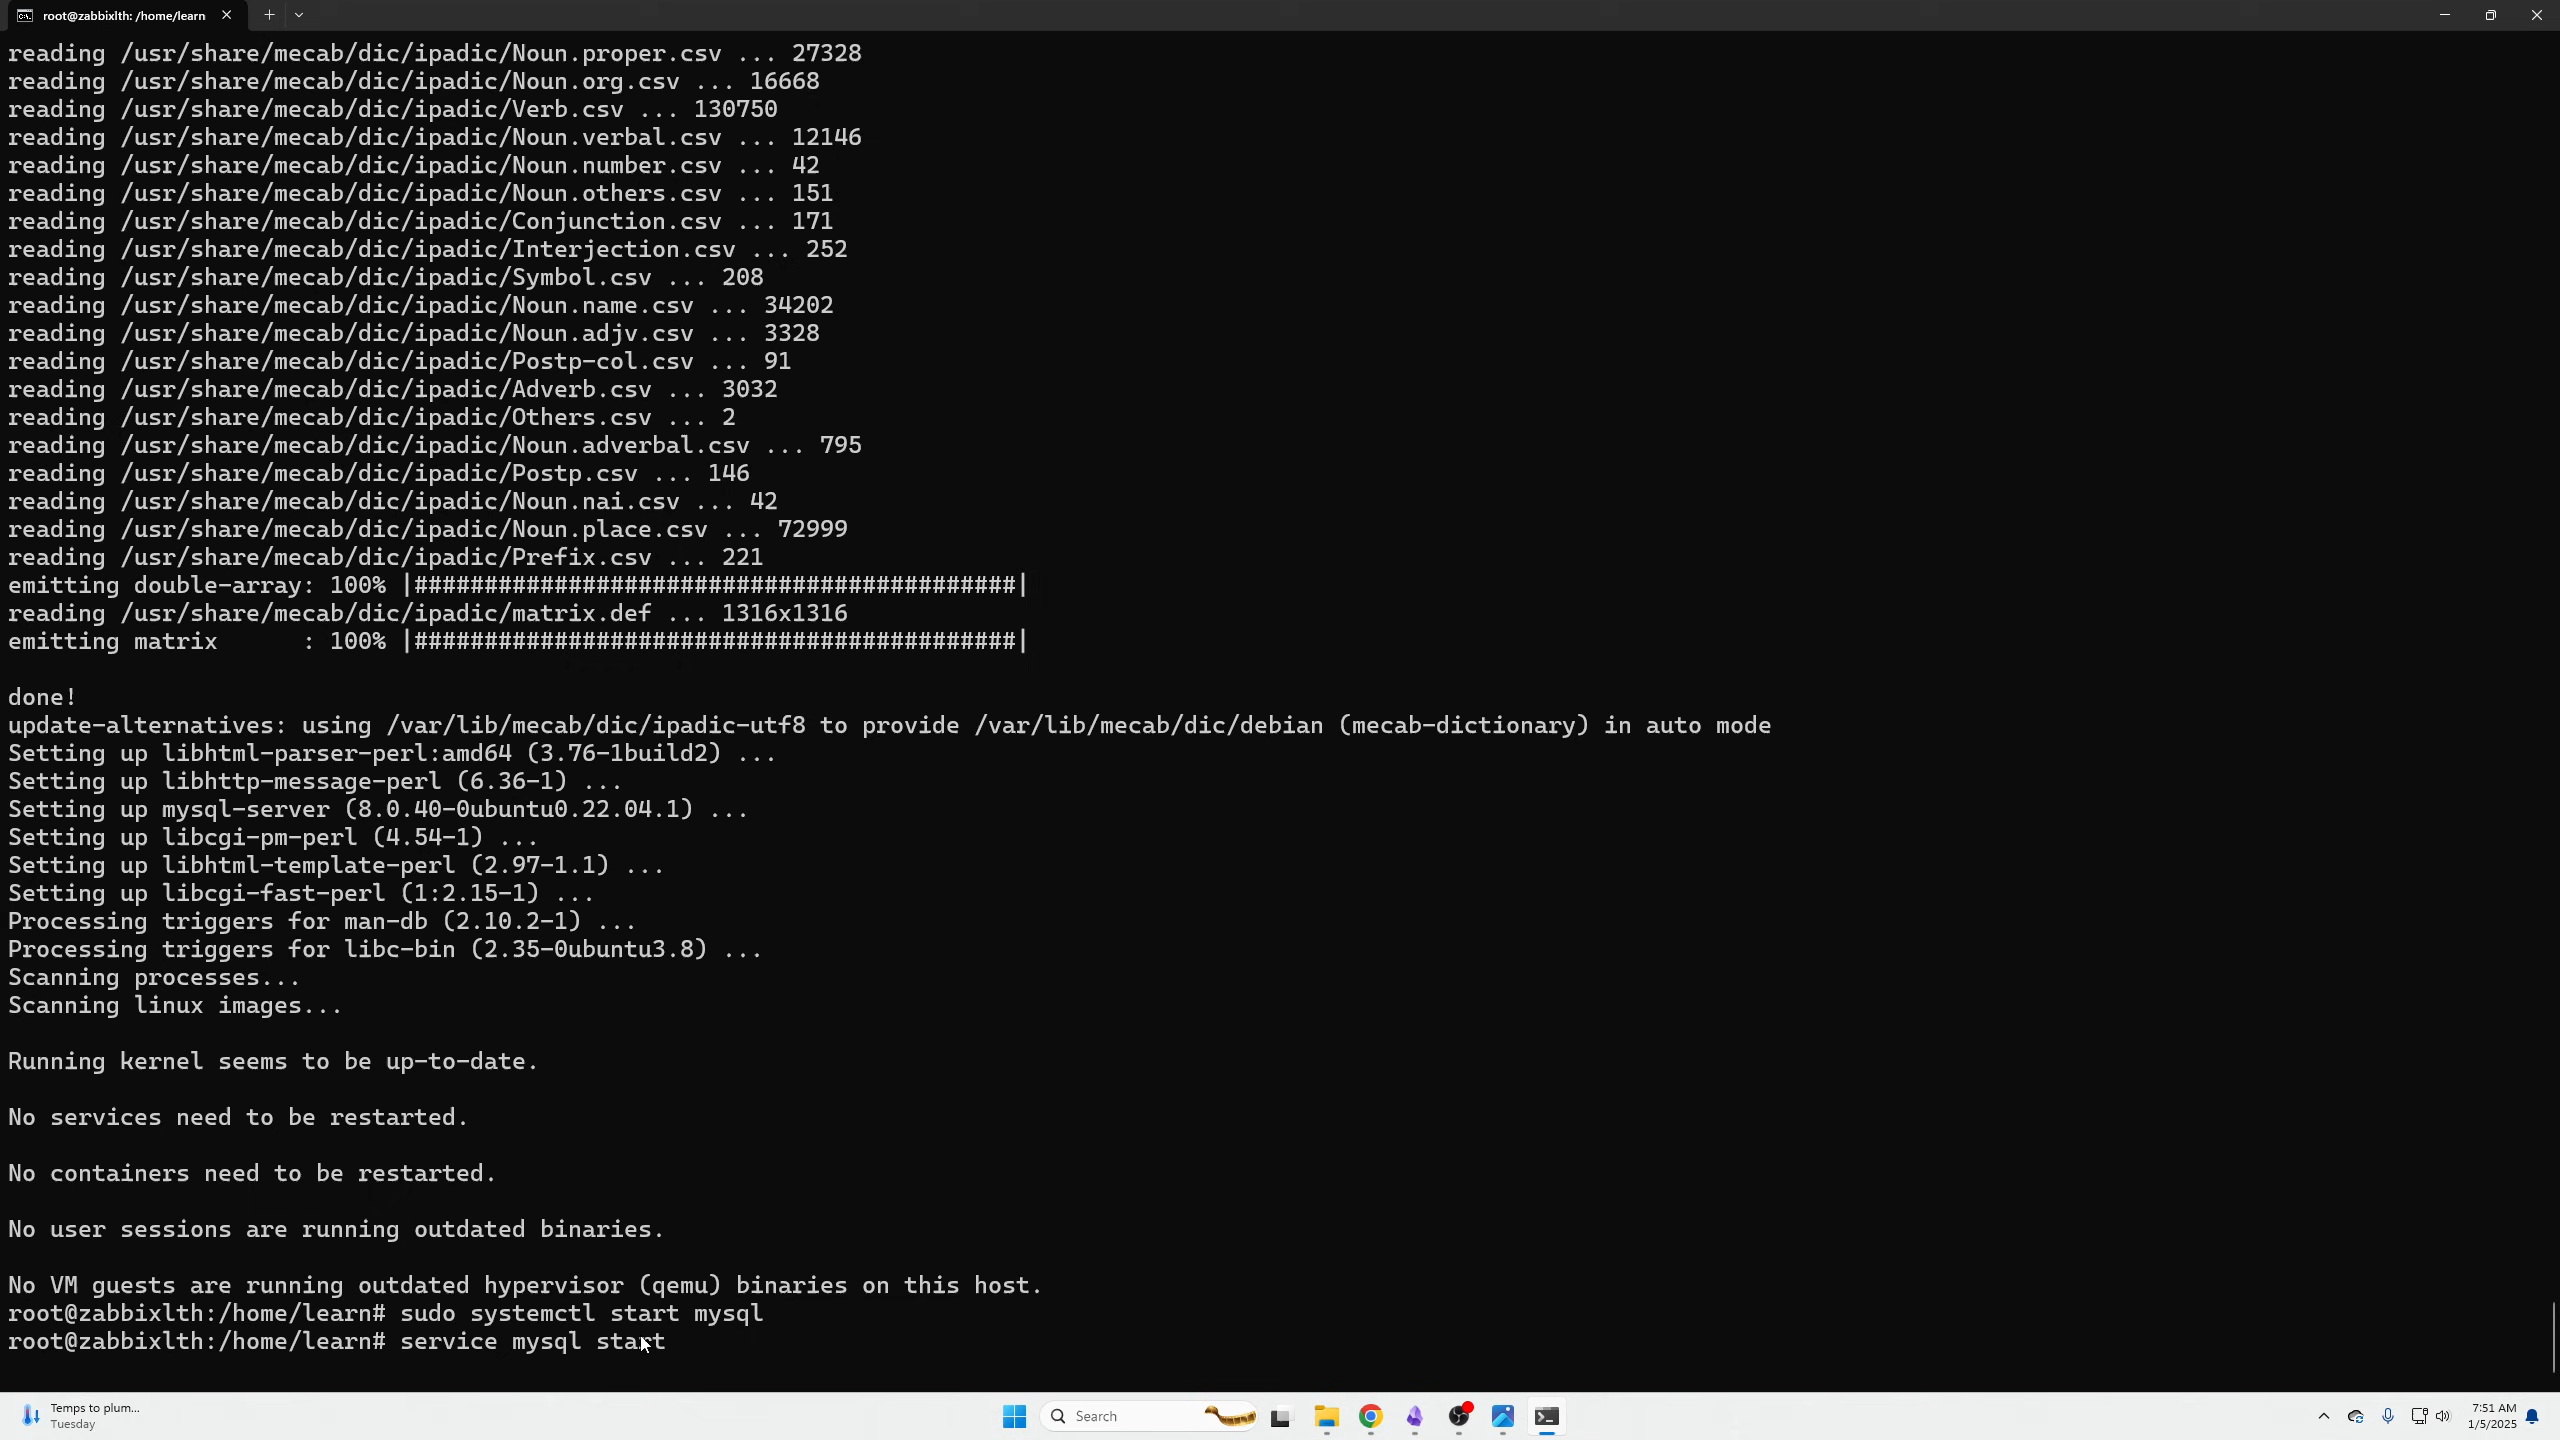 root@zabbixlth: /home/learn
reading /usr/share/mecab/dic/ipadic/Noun.proper.csv ... 27328
reading /usr/share/mecab/dic/ipadic/Noun.org.csv ... 16668
reading /usr/share/mecab/dic/ipadic/Verb.csv ... 130750
reading /usr/share/mecab/dic/ipadic/Noun.verbal.csv ... 12146
reading /usr/share/mecab/dic/ipadic/Noun.number.csv ... 42
reading /usr/share/mecab/dic/ipadic/Noun.others.csv ... 151
reading /usr/share/mecab/dic/ipadic/Conjunction.csv ... 171
reading /usr/share/mecab/dic/ipadic/Interjection.csv ... 252
reading /usr/share/mecab/dic/ipadic/Symbol.csv ... 208
reading /usr/share/mecab/dic/ipadic/Noun.name.csv ... 34202
reading /usr/share/mecab/dic/ipadic/Noun.adjv.csv ... 3328
reading /usr/share/mecab/dic/ipadic/Postp-col.csv ... 91
reading /usr/share/mecab/dic/ipadic/Adverb.csv ... 3032
reading /usr/share/mecab/dic/ipadic/Others.csv ... 2
reading /usr/share/mecab/dic/ipadic/Noun.adverbal.csv ... 795
reading /usr/share/mecab/dic/ipadic/Postp.csv ... 146
reading /usr/share/mecab/dic/ipadic/Noun.nai.csv ... 42
reading /usr/share/mecab/dic/ipadic/Noun.place.csv ... 72999
reading /usr/share/mecab/dic/ipadic/Prefix.csv ... 221
emitting double-array: 100% |###########################################|
reading /usr/share/mecab/dic/ipadic/matrix.def ... 1316x1316
emitting matrix      : 100% |###########################################|
done!
update-alternatives: using /var/lib/mecab/dic/ipadic-utf8 to provide /var/lib/mecab/dic/debian (mecab-dictionary) in auto mode
Setting up libhtml-parser-perl:amd64 (3.76-1build2) ...
Setting up libhttp-message-perl (6.36-1) ...
Setting up mysql-server (8.0.40-0ubuntu0.22.04.1) ...
Setting up libcgi-pm-perl (4.54-1) ...
Setting up libhtml-template-perl (2.97-1.1) ...
Setting up libcgi-fast-perl (1:2.15-1) ...
Processing triggers for man-db (2.10.2-1) ...
Processing triggers for libc-bin (2.35-0ubuntu3.8) ...
Scanning processes...
Scanning linux images...
Running kernel seems to be up-to-date.
No services need to be restarted.
No containers need to be restarted.
No user sessions are running outdated binaries.
No VM guests are running outdated hypervisor (qemu) binaries on this host.
root@zabbixlth:/home/learn# sudo systemctl start mysql
root@zabbixlth:/home/learn# service mysql start
Temps to plum...
Tuesday
Search
7:51 AM
1/5/2025